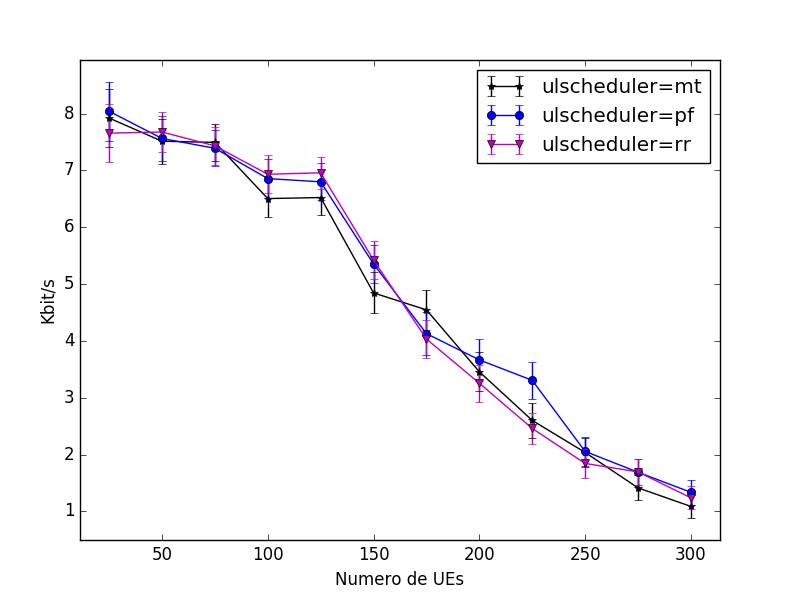 ulscheduler=mt
ulscheduler=pf
ulscheduler=rr
8
7
6
5
4
3
2
1
Kbit/s
50 100 150 200 250 300
Numero de UEs